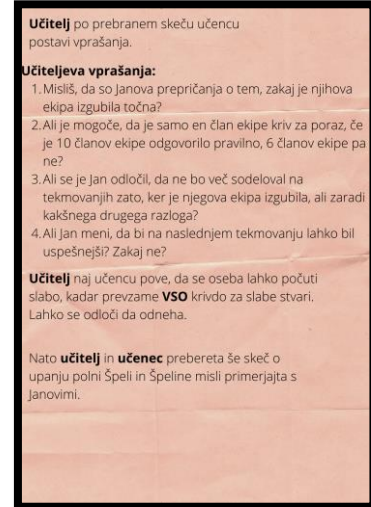 Učitelj po prebranem skeču učencu
postavi vprašanja.
Učiteljeva vprašanja:
1. Misliš, da so Janova prepričanja o tem, zakaj je njihova
ekipa izgubila točna?
2. Ali je mogoče, da je samo en član ekipe kriv za poraz, če
je 10 članov ekipe odgovorilo pravilno, 6 članov ekipe pa
ne?
3. Ali se je Jan odločil, da ne bo več sodeloval na
tekmovanjih zato, ker je njegova ekipa izgubila, ali zaradi
kakšnega drugega razloga?
4. Ali Jan meni, da bi na naslednjem tekmovanju lahko bil
uspešnejši? Zakaj ne?
Učitelj naj učencu pove, da se oseba lahko počuti
slabo, kadar prevzame VSO krivdo za slabe stvari.
Lahko se odloči da odneha.
Nato učitelj in učenec prebereta še skeč o
upanju polni Špeli in Špeline misli primerjajta s
Janovimi.